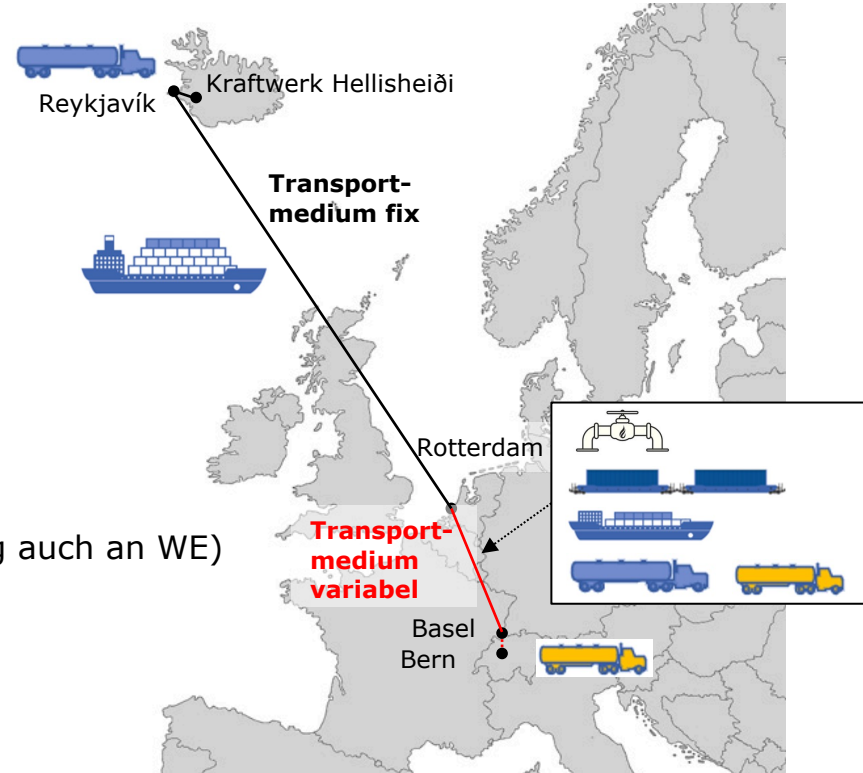 Kraftwerk Hellisheiði
Reykjavík
Transport-
medium fix
Rotterdam
auch an WE)
Transport-
medium
variabel
Basel
Bern